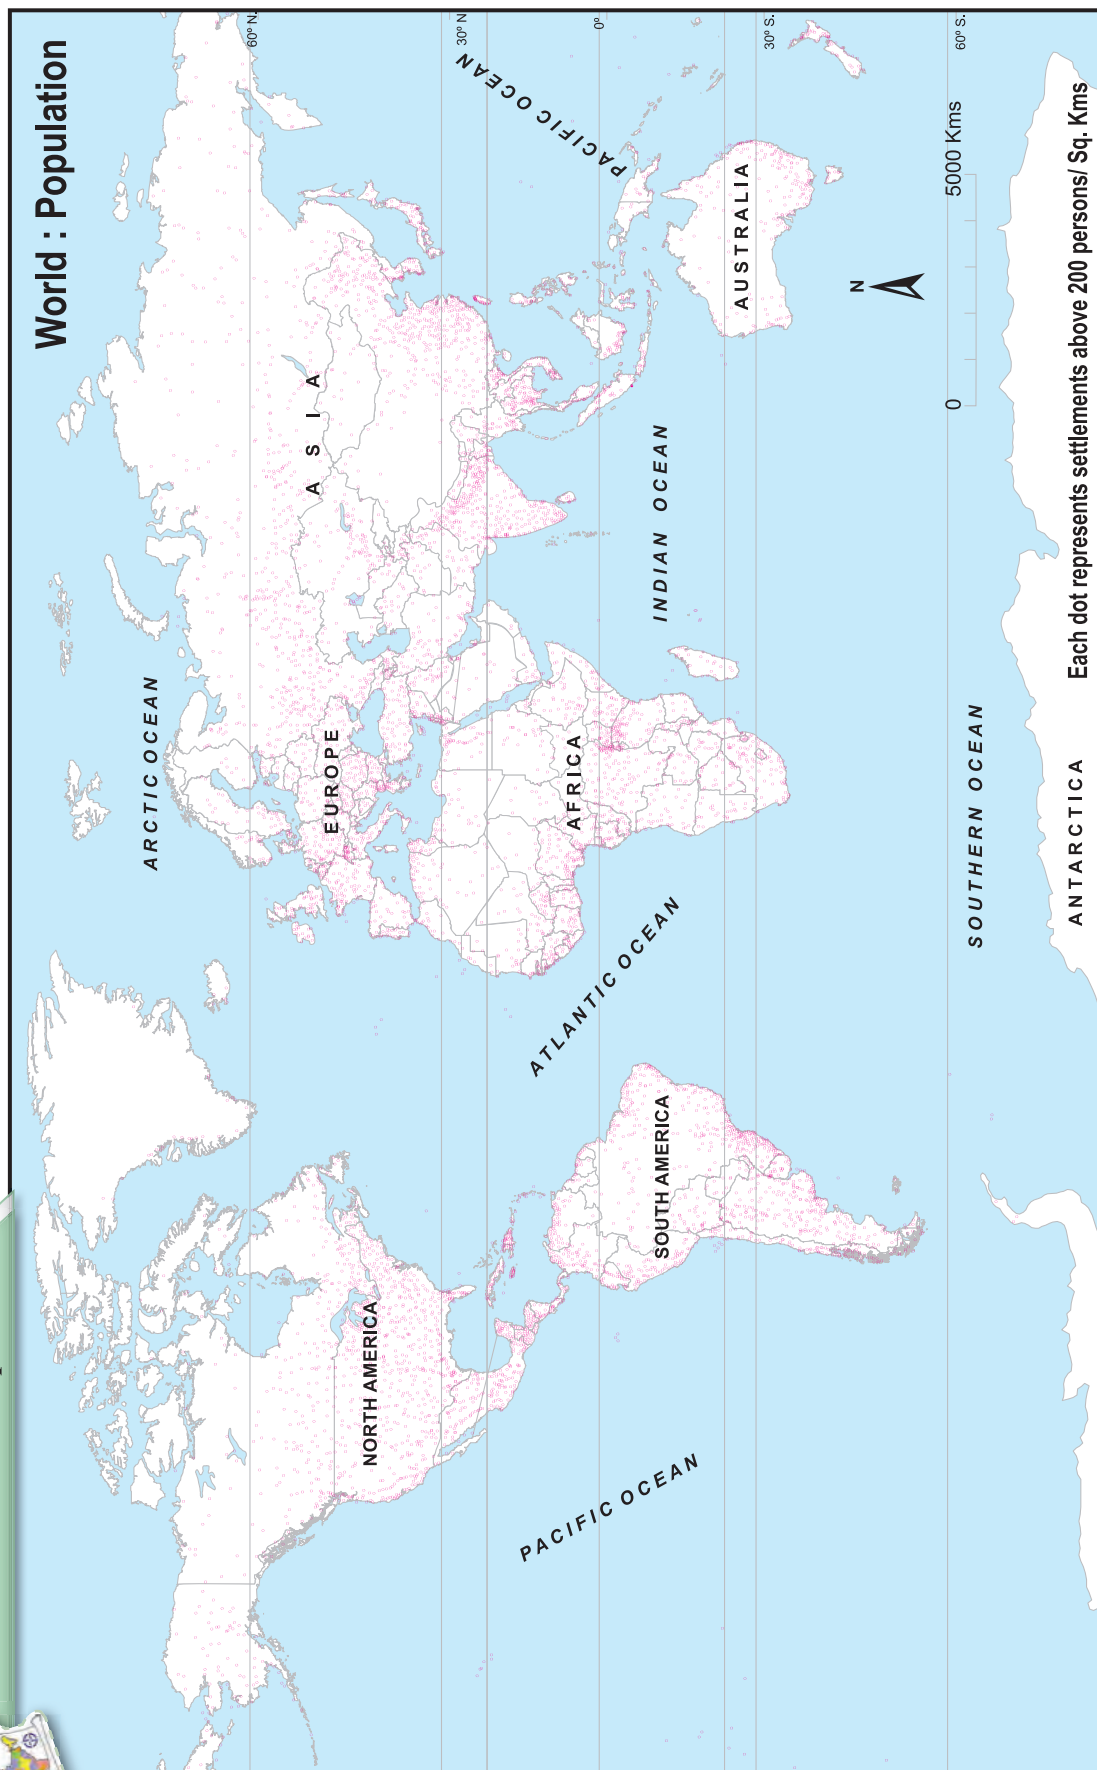 World : Population
60° N.
30° N
0°
30° S.
60° S.
ARCTIC OCEAN
PACIFIC OCEAN
ASIA
EUROPE
AFRICA
NORTH AMERICA
SOUTH AMERICA
AUSTRALIA
ATLANTIC OCEAN
INDIAN OCEAN
PACIFIC OCEAN
N
0 5000 Kms
SOUTHERN OCEAN
ANTARCTICA
Each dot represents settlements above 200 persons/ Sq. Kms